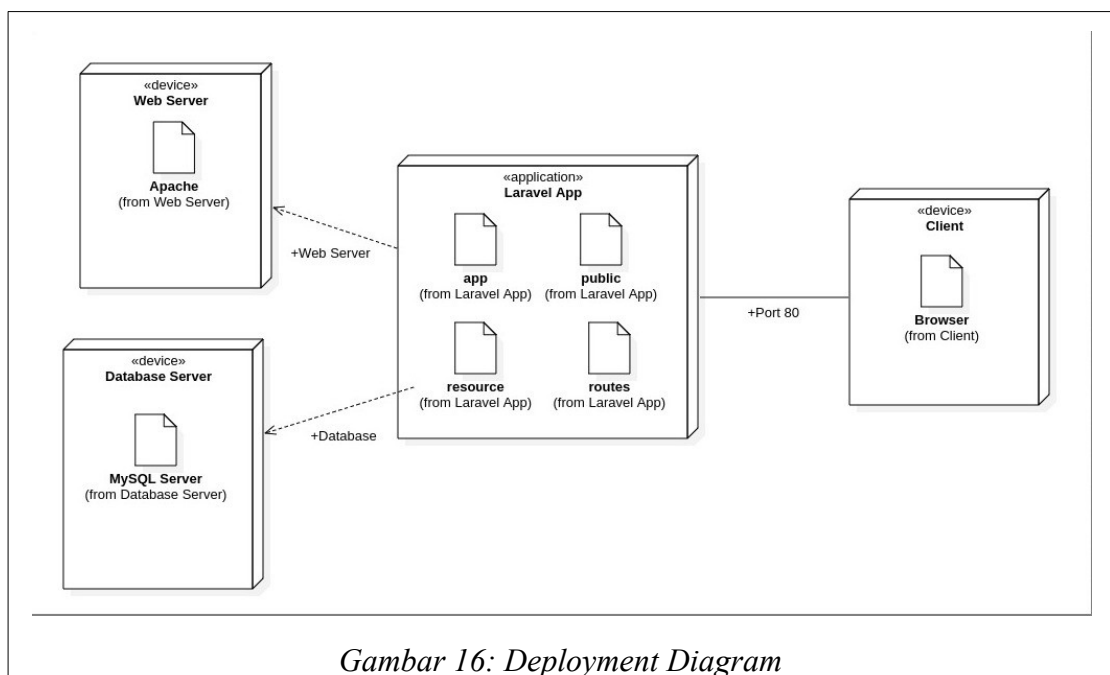 «device»
Web Server
Apache
(from Web Server)
+Web Server
«device»
Database Server
MySQL Server
(from Database Server)
+Database
«application»
Laravel App
app
(from Laravel App)
public
(from Laravel App)
resource
(from Laravel App)
routes
(from Laravel App)
+Port 80
«device»
Client
Browser
(from Client)
Gambar 16: Deployment Diagram